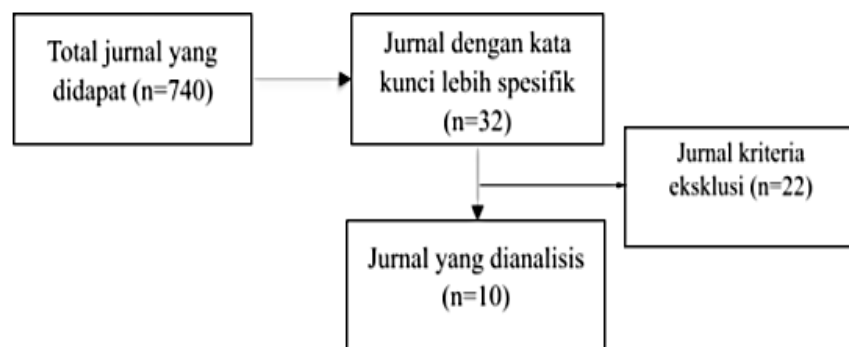 Total jurnal yang
didapat (n=740)
Jurnal dengan kata
kunci lebih spesifik
(n=32)
Jurnal kriteria
eksklusi (n=22)
Jurnal yang dianalisis
(n=10)